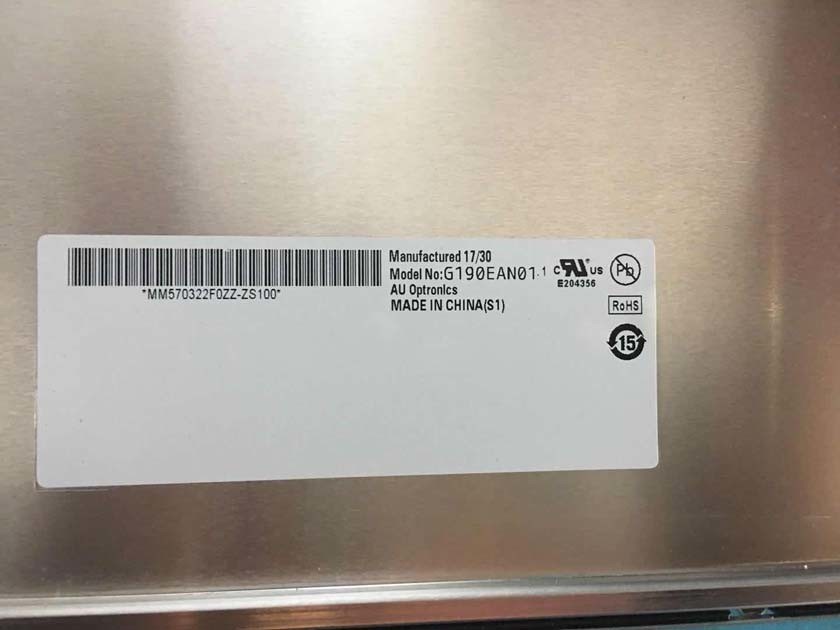 *MM570322F0ZZ-ZS100*
Manufactured 17/30
Model No:G190EAN01.1
AU Optronics
MADE IN CHINA(S1)
c RU US
E204356
Pb
RoHS
15